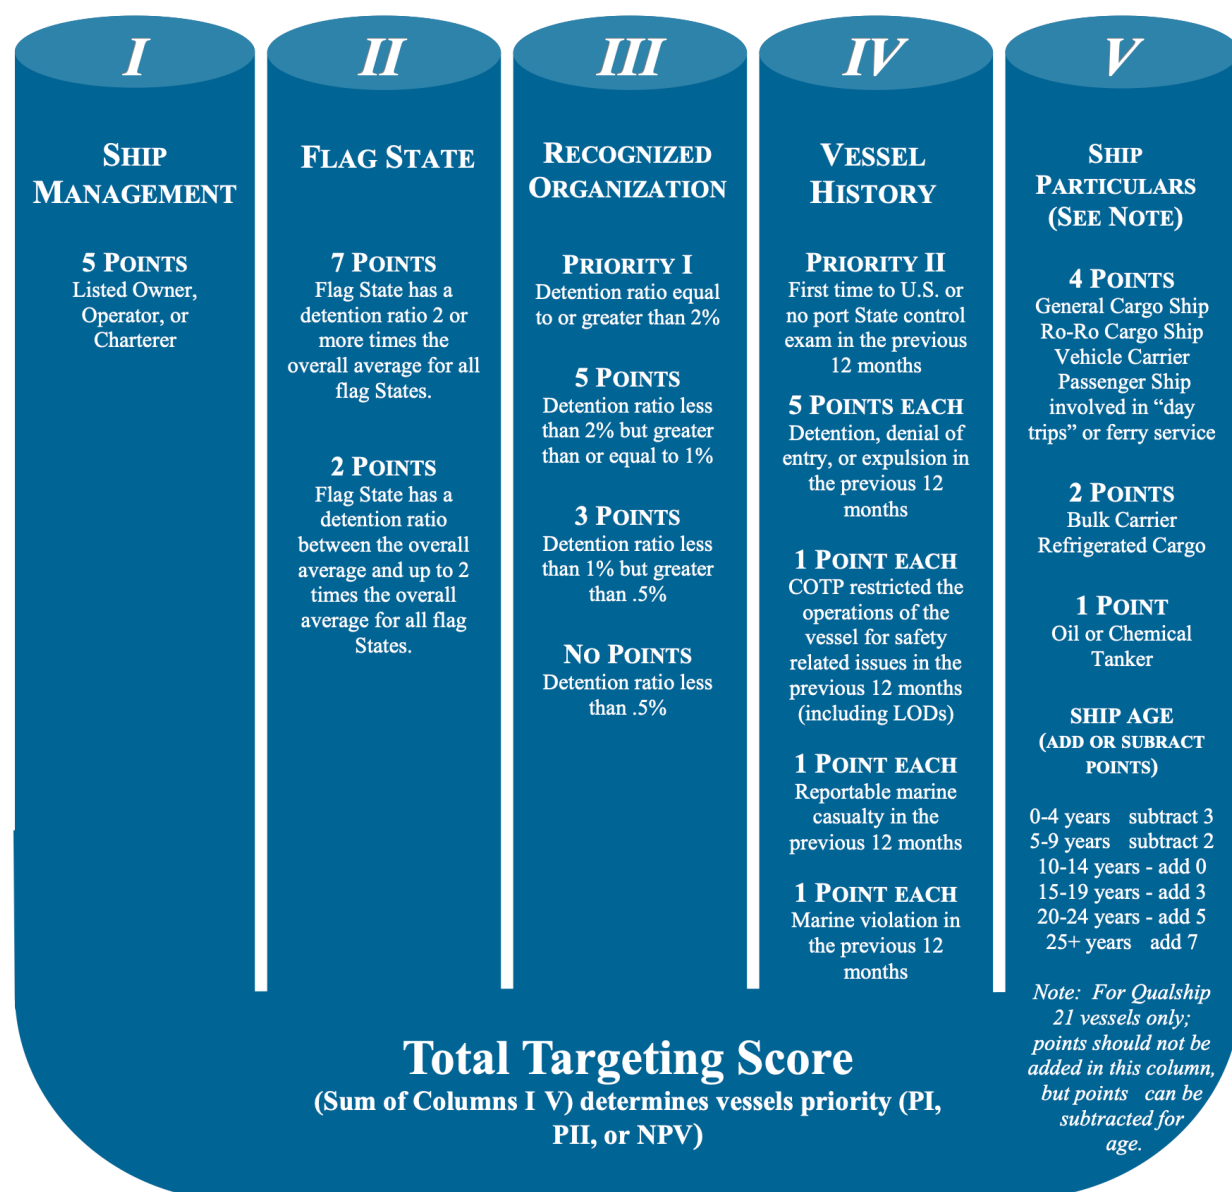 I
SHIP
MANAGEMENT
5 POINTS
Listed Owner,
Operator, or
Charterer
II
FLAG STATE
7 POINTS
Flag State has a
detention ratio 2 or
more times the
overall average for all
flag States.
2 POINTS
Flag State has a
detention ratio
between the overall
average and up to 2
times the overall
average for all flag
States.
III
RECOGNIZED
ORGANIZATION
PRIORITY I
Detention ratio equal
to or greater than 2%
5 POINTS
Detention ratio less
than 2% but greater
than or equal to 1%
3 POINTS
Detention ratio less
than 1% but greater
than .5%
NO POINTS
Detention ratio less
than .5%
IV
VESSEL
HISTORY
PRIORITY II
First time to U.S. or
no port State control
exam in the previous
12 months
5 POINTS EACH
Detention, denial of
entry, or expulsion in
the previous 12
months
1 POINT EACH
COTP restricted the
operations of the
vessel for safety
related issues in the
previous 12 months
(including LODs)
1 POINT EACH
Reportable marine
casualty in the
previous 12 months
1 POINT EACH
Marine violation in
the previous 12
months
V
SHIP
PARTICULARS
(SEE NOTE)
4 POINTS
General Cargo Ship
Ro-Ro Cargo Ship
Vehicle Carrier
Passenger Ship
involved in “day
trips” or ferry service
2 POINTS
Bulk Carrier
Refrigerated Cargo
1 POINT
Oil or Chemical
Tanker
SHIP AGE
(ADD OR SUBRACT
POINTS)
0-4 years subtract 3
5-9 years subtract 2
10-14 years - add 0
15-19 years - add 3
20-24 years - add 5
25+ years add 7
Note: For Qualship
21 vessels only;
points should not be
added in this column,
but points can be
subtracted for
age.
Total Targeting Score
(Sum of Columns I V) determines vessels priority (PI,
PII, or NPV)